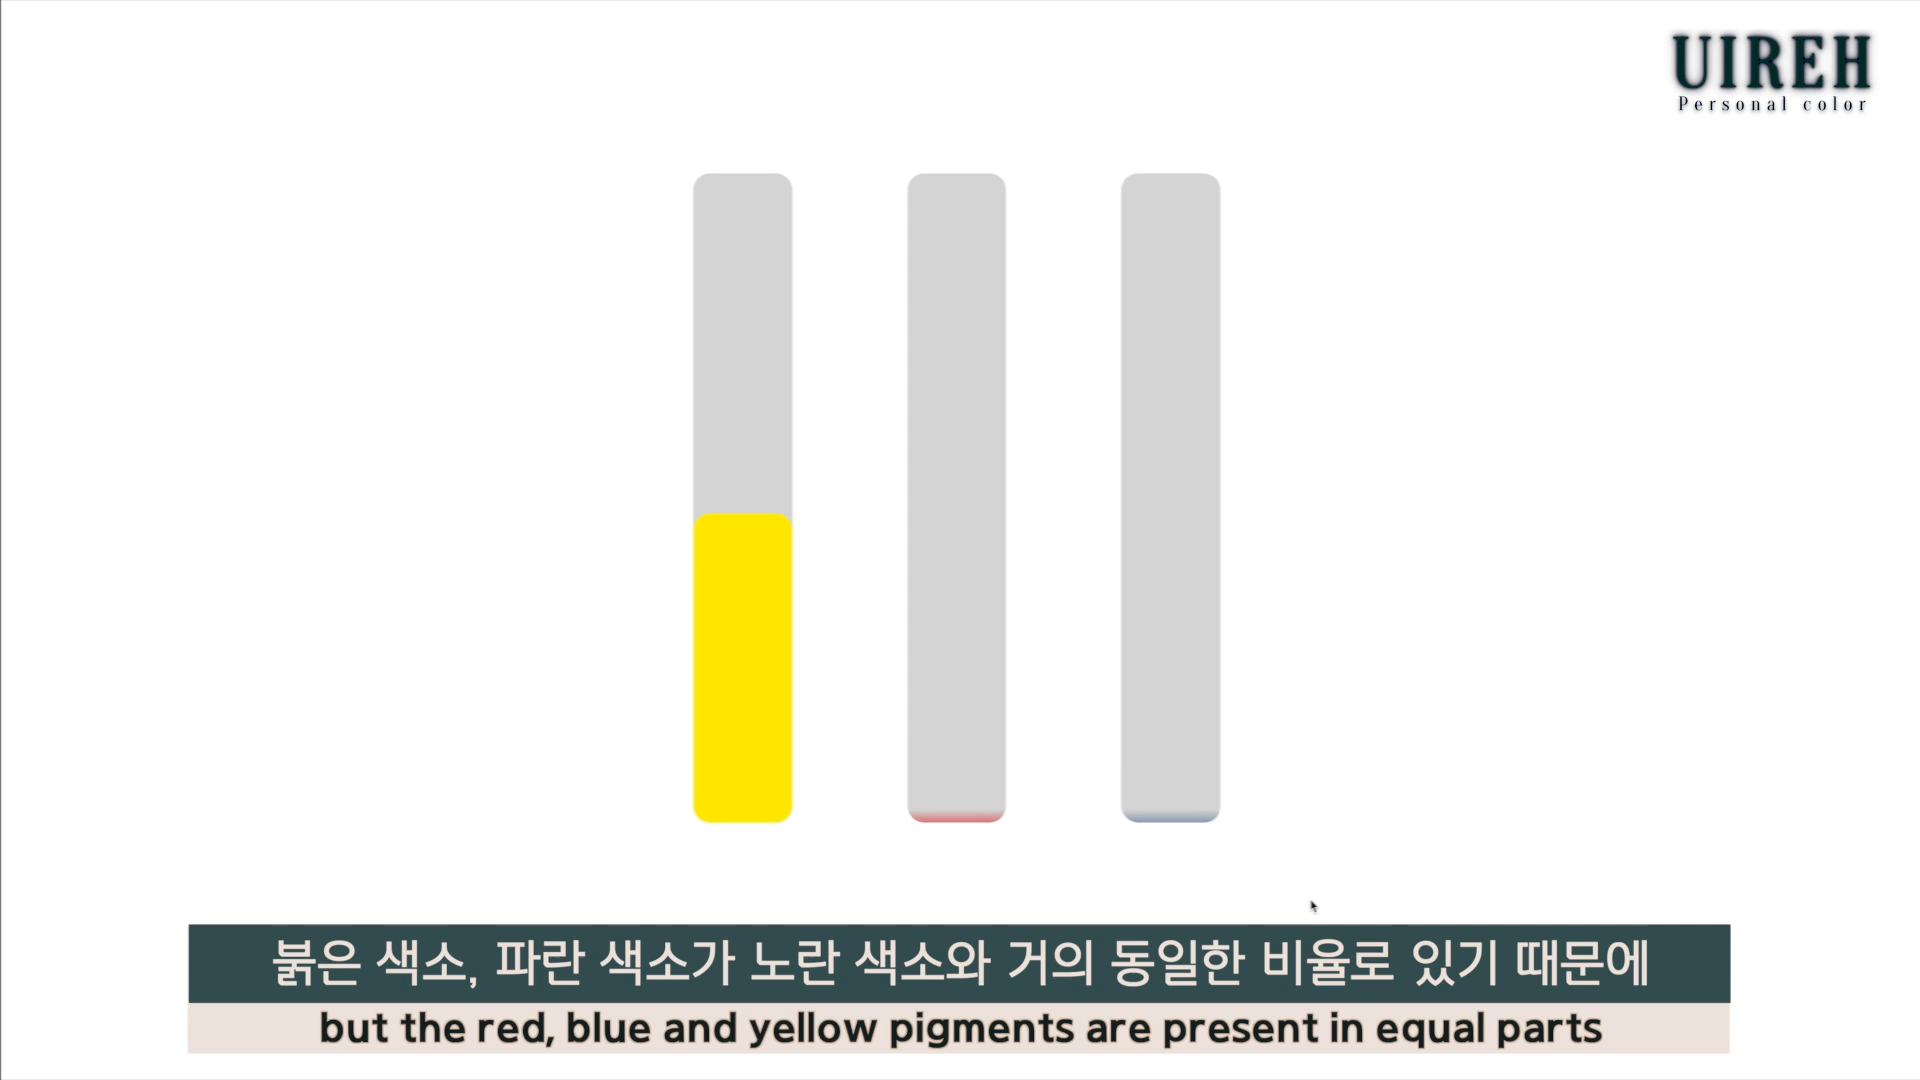 UIREH
Personal color
붉은 색소, 파란 색소가 노란 색소와 거의 동일한 비율로 있기 때문에
but the red, blue and yellow pigments are present in equal parts